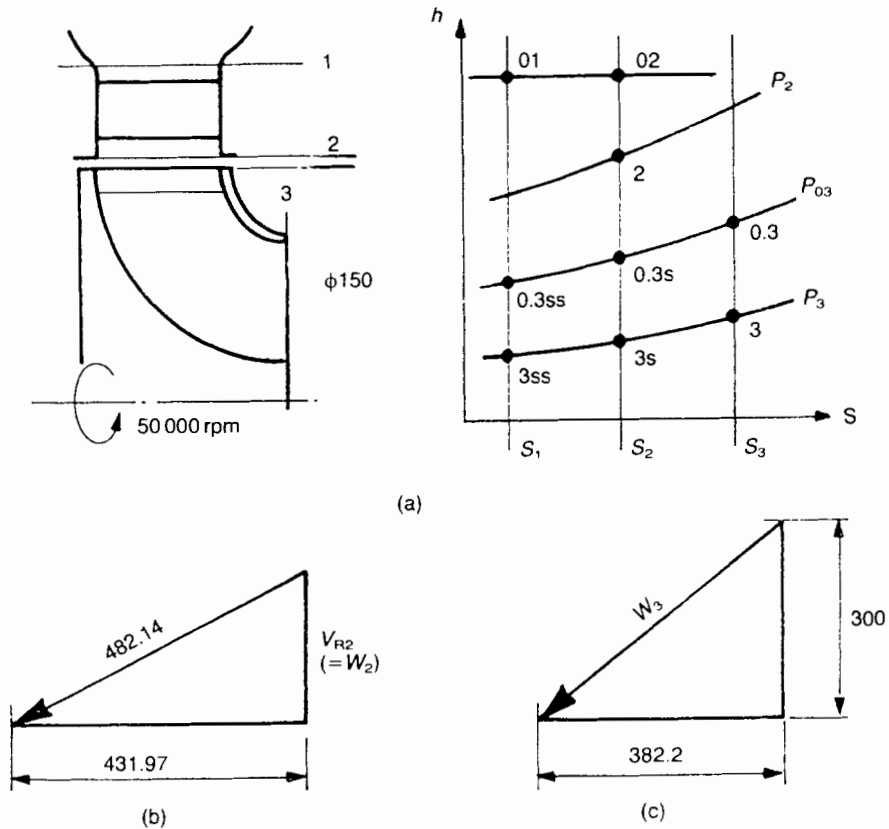 1
2
3
ϕ150
50 000 rpm
h
01
02
P2
2
P03
0.3
0.3s
0.3ss
P3
3
3s
3ss
S
S1
S2
S3
(a)
482.14
VR2
(=W2)
431.97
(b)
W3
300
382.2
(c)